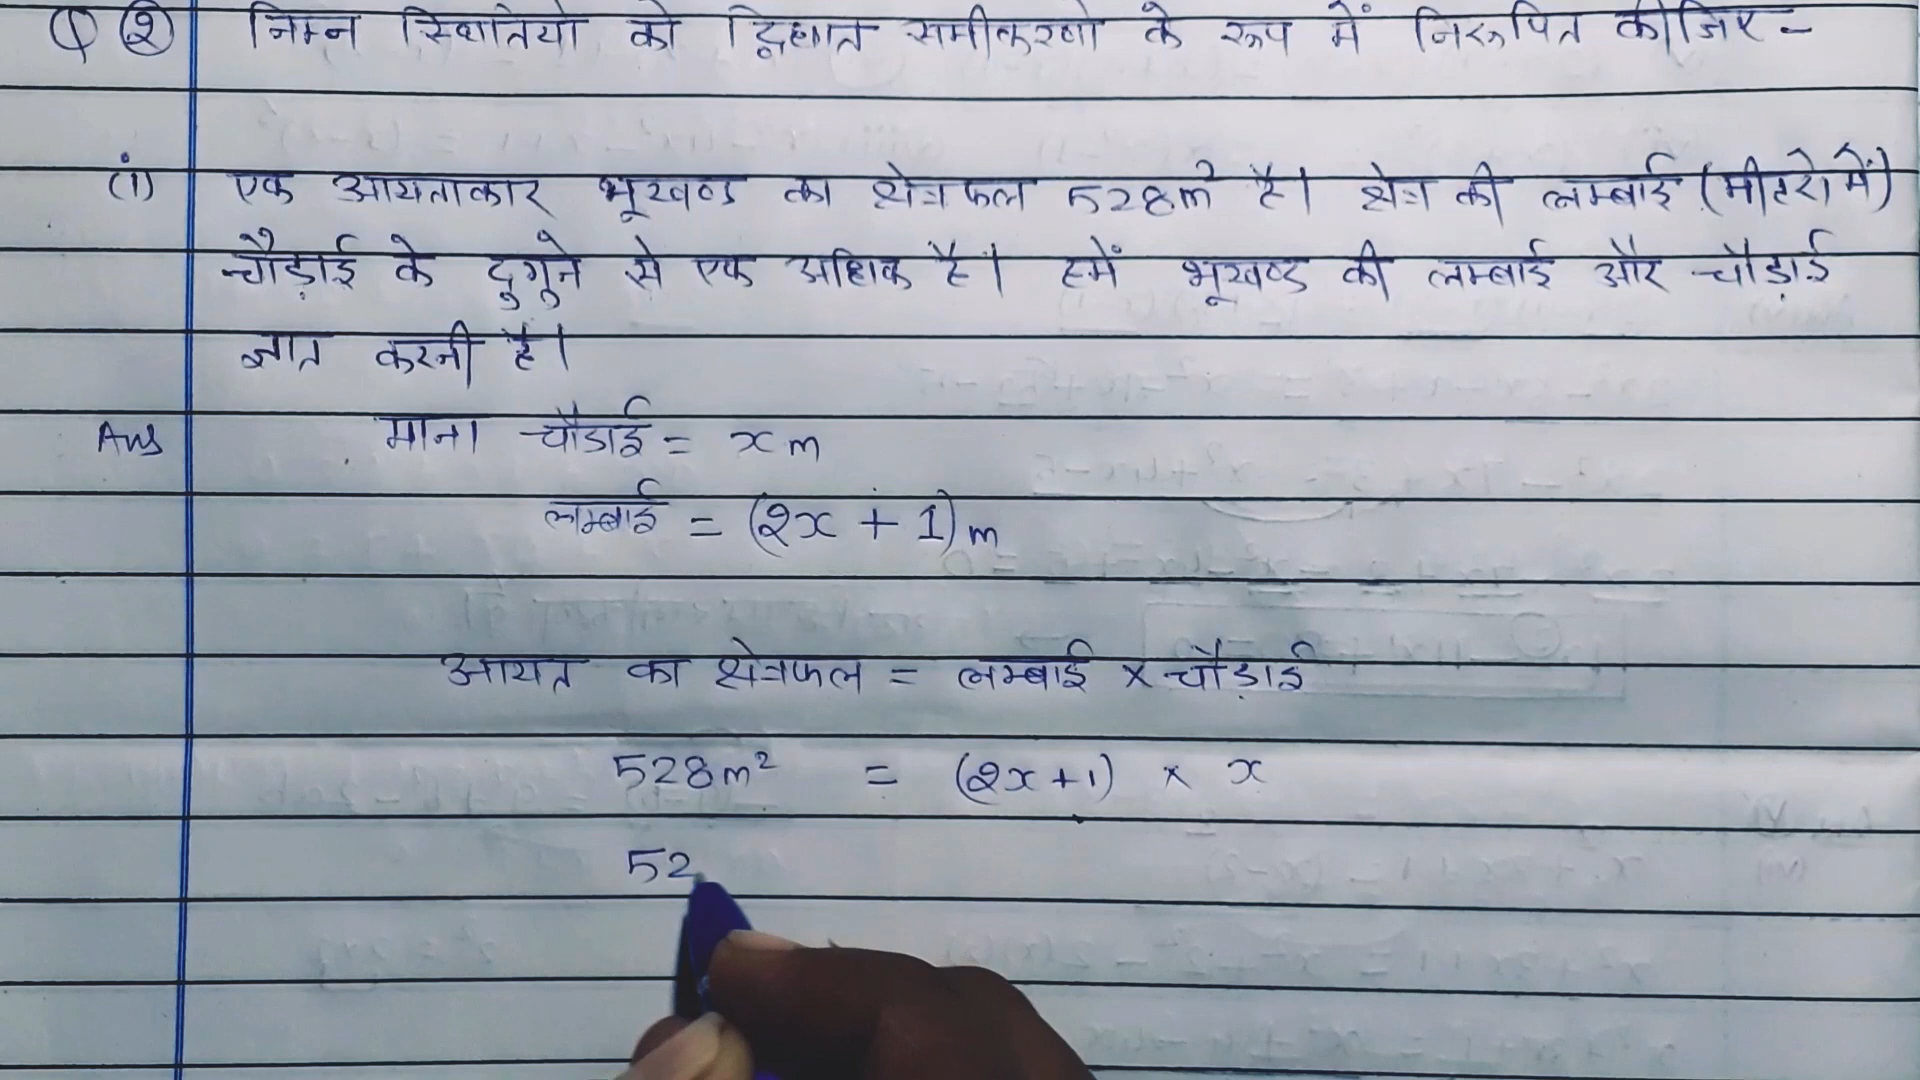 Q ② निम्न स्थितियो को द्विघात समीकरणो के रूप में निरूपित कीजिए -
(i) एक आयताकार भूखण्ड का क्षेत्रफल 528m² है। क्षेत्र की लम्बाई (मीटरो में)
चौड़ाई के दुगुने से एक अधिक है। हमें भूखण्ड की लम्बाई और चौड़ाई
ज्ञात करनी है।
Ans माना चौडाई = x m
लम्बाई = (2x + 1) m
आयत का क्षेत्रफल = लम्बाई × चौड़ाई
528m² = (2x+1) × x
52